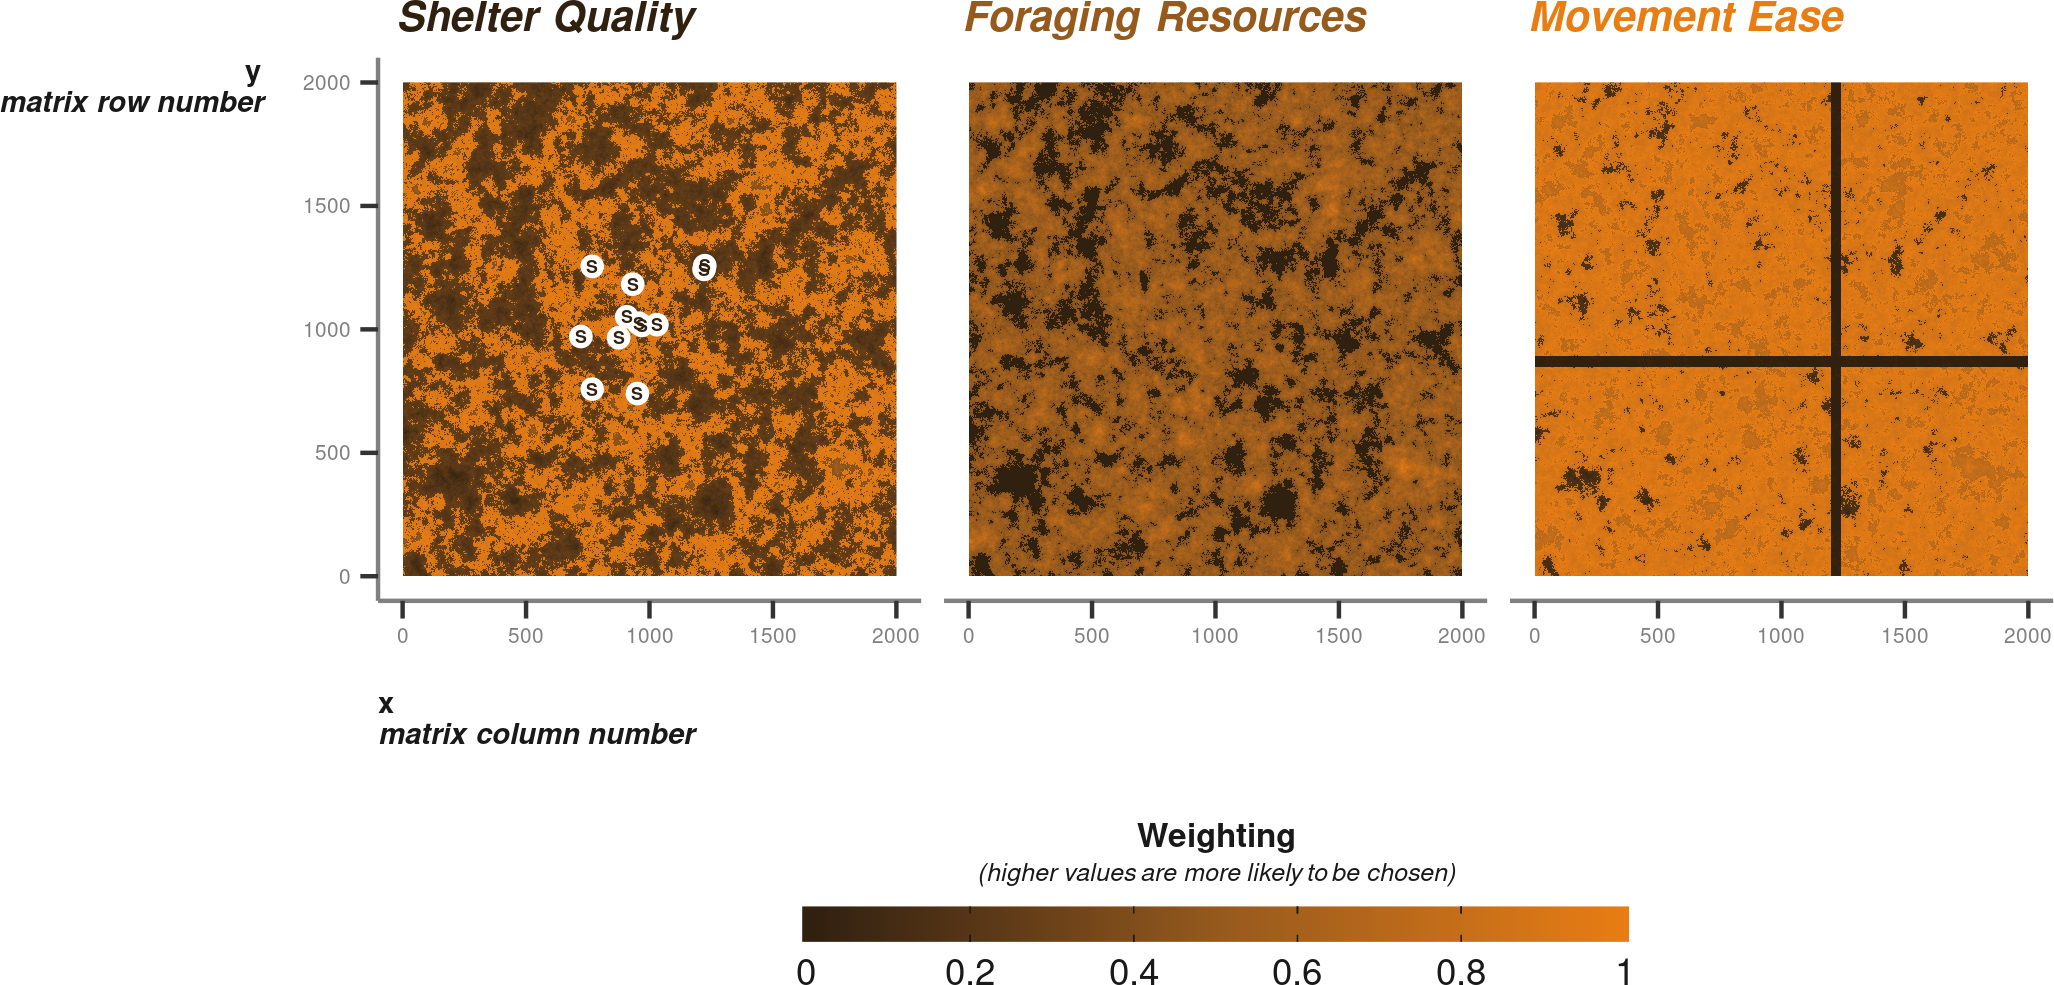 Shelter Quality Foraging Resources Movement Ease
y
matrix row number
2000
1500
1000
500
0
S
S
S
S
S
S
S
S
S
S
S
S
0 500 1000 1500 2000 0 500 1000 1500 2000 0 500 1000 1500 2000
x
matrix column number
Weighting
(higher values are more likely to be chosen)
0 0.2 0.4 0.6 0.8 1